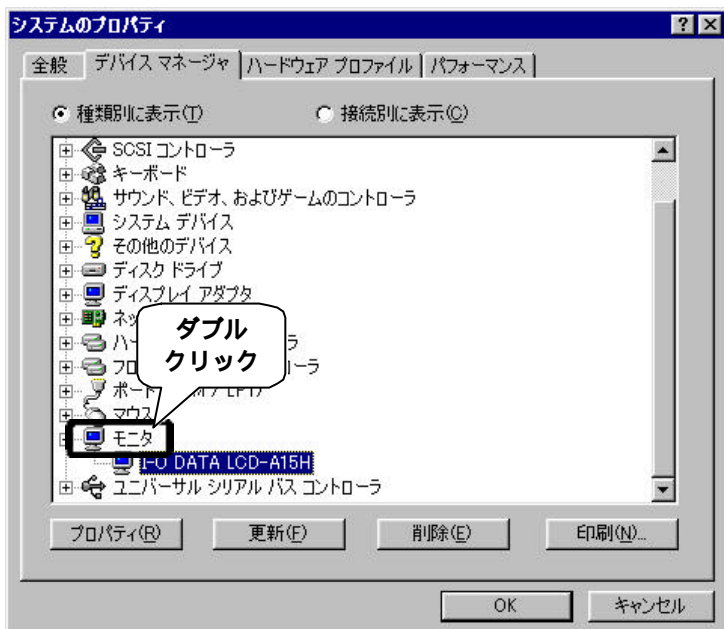 システムのプロパティ
全般 デバイス マネージャ ハードウェア プロファイル パフォーマンス
種類別に表示(T) 接続別に表示(C)
SCSI コントローラ
キーボード
サウンド、ビデオ、およびゲームのコントローラ
システム デバイス
その他のデバイス
ディスク ドライブ
ディスプレイ アダプタ
ダブル
クリック
マウス
モニタ
I-O DATA LCD-A15H
ユニバーサル シリアル バス コントローラ
プロパティ(R) 更新(F) 削除(E) 印刷(N)...
OK キャンセル